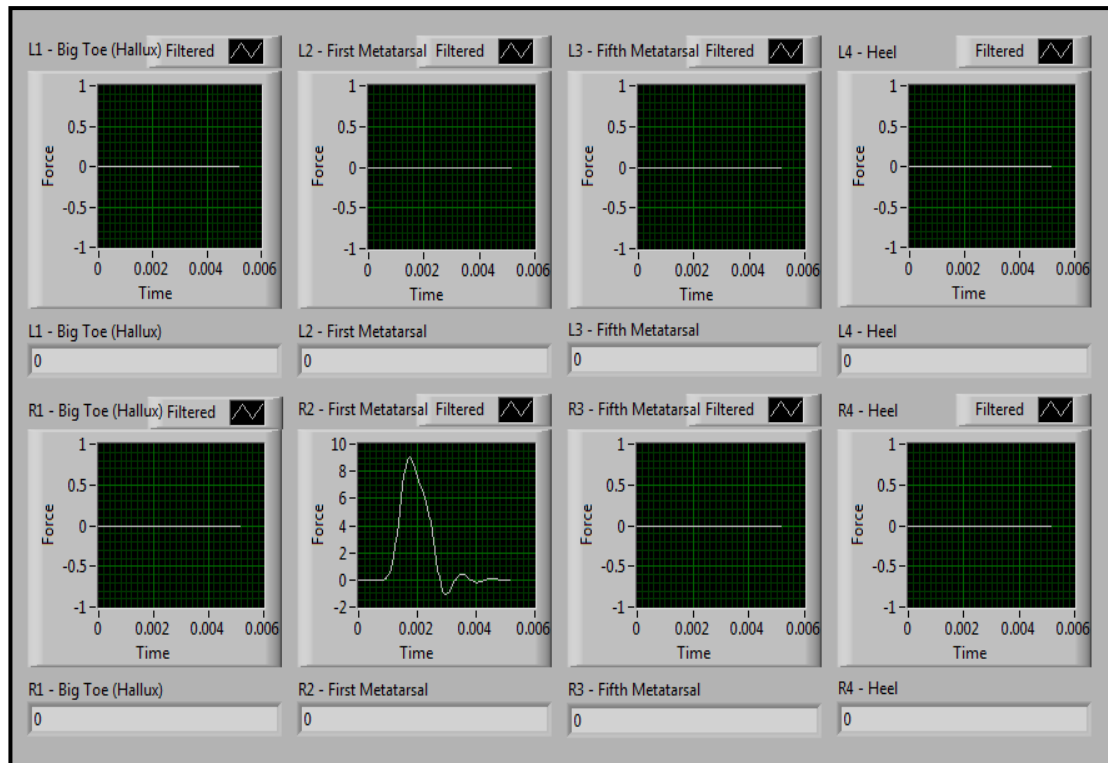 L1 - Big Toe (Hallux) Filtered
1
0.5
0
-0.5
-1
Force
0 0.002 0.004 0.006
Time
L1 - Big Toe (Hallux)
0
L2 - First Metatarsal Filtered
1
0.5
0
-0.5
-1
Force
0 0.002 0.004 0.006
Time
L2 - First Metatarsal
0
L3 - Fifth Metatarsal Filtered
1
0.5
0
-0.5
-1
Force
0 0.002 0.004 0.006
Time
L3 - Fifth Metatarsal
0
L4 - Heel Filtered
1
0.5
0
-0.5
-1
Force
0 0.002 0.004 0.006
Time
L4 - Heel
0
R1 - Big Toe (Hallux) Filtered
1
0.5
0
-0.5
-1
Force
0 0.002 0.004 0.006
Time
R1 - Big Toe (Hallux)
0
R2 - First Metatarsal Filtered
10
8
6
4
2
0
-2
Force
0 0.002 0.004 0.006
Time
R2 - First Metatarsal
0
R3 - Fifth Metatarsal Filtered
1
0.5
0
-0.5
-1
Force
0 0.002 0.004 0.006
Time
R3 - Fifth Metatarsal
0
R4 - Heel Filtered
1
0.5
0
-0.5
-1
Force
0 0.002 0.004 0.006
Time
R4 - Heel
0